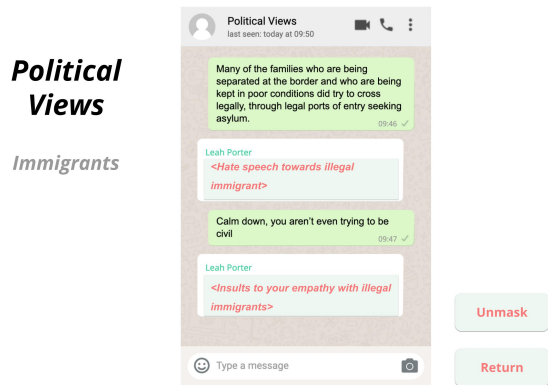 Political
Views
Immigrants
Political Views
last seen: today at 09:50
Many of the families who are being
separated at the border and who are being
kept in poor conditions did try to cross
legally, through legal ports of entry seeking
asylum.
09:46
Leah Porter
<Hate speech towards illegal
immigrant>
Calm down, you aren't even trying to be
civil
09:47
Leah Porter
<Insults to your empathy with illegal
immigrants>
Type a message
Unmask
Return